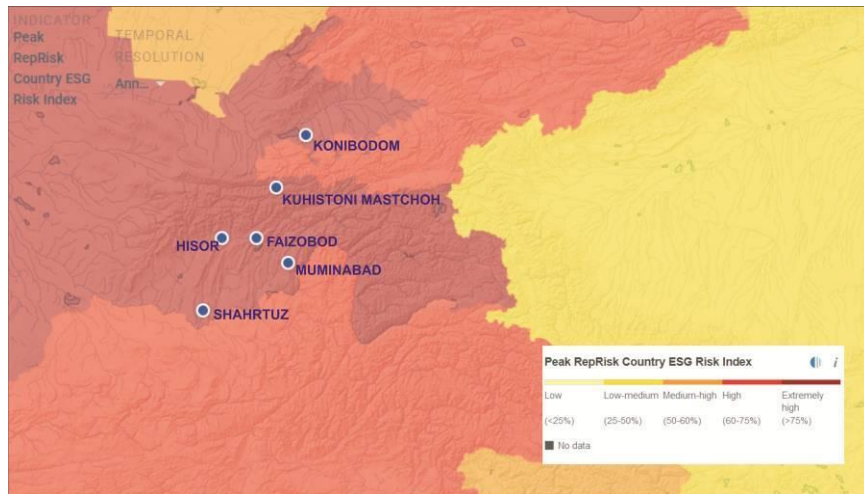 INDICATOR
Peak
RepRisk
Country ESG
Risk Index
TEMPORAL
RESOLUTION
Ann...
KONIBODOM
KUHISTONI MASTCHOH
HISOR
FAIZOBOD
MUMINABAD
SHAHRTUZ
Peak RepRisk Country ESG Risk Index
i
Low Low-medium Medium-high High Extremely
high
(<25%) (25-50%) (50-60%) (60-75%) (>75%)
No data